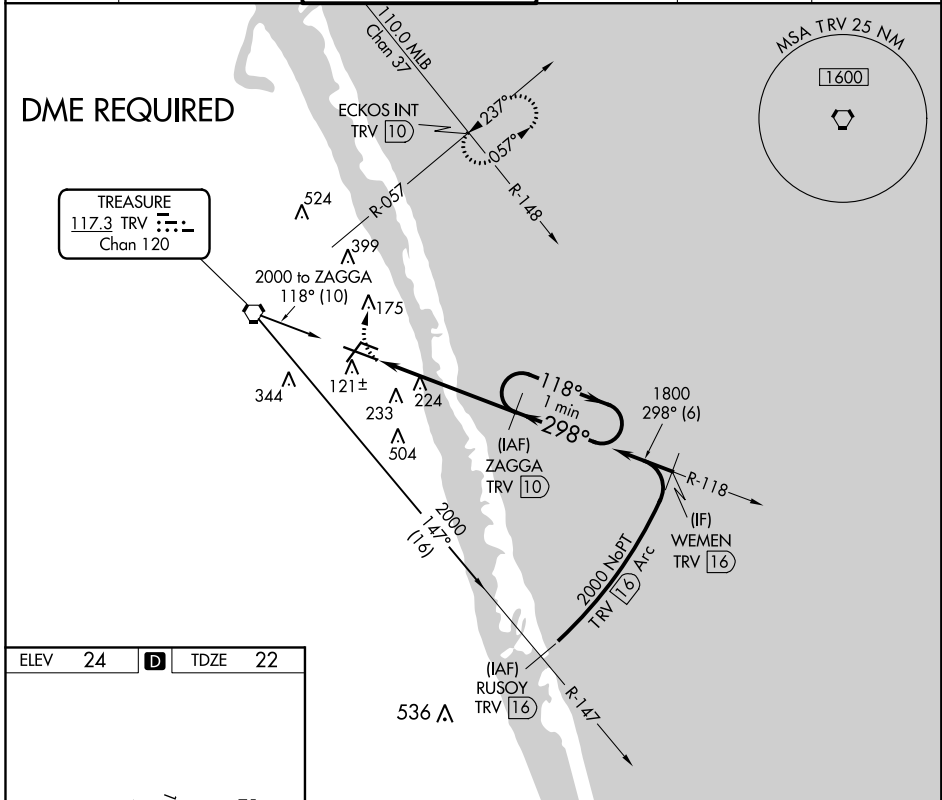 110.0 MLB
Chan 37
MSA TRV 25 NM
1600
DME REQUIRED
ECKOS INT
TRV 10
237°
057°
R-057
R-148
TREASURE
117.3 TRV
Chan 120
524
399
2000 to ZAGGA
118° (10)
175
344
121±
233
224
504
118°
1 min
298°
(IAF)
ZAGGA
TRV 10
1800
298° (6)
R-118
(IF)
WEMEN
TRV 16
2000
147°
(16)
2000 NoPT
TRV 16 Arc
(IAF)
RUSOY
TRV 16
R-147
536
ELEV 24 D TDZE 22